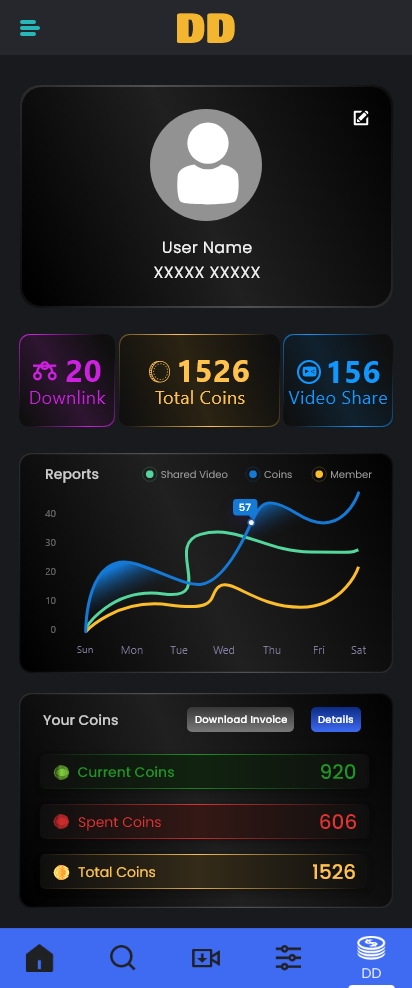 DD
User Name
XXXXX XXXXX
20
Downlink
1526
Total Coins
156
Video Share
Reports
Shared Video
Coins
Member
57
40
30
20
10
0
Sun Mon Tue Wed Thu Fri Sat
Your Coins
Download Invoice
Details
Current Coins 920
Spent Coins 606
Total Coins 1526
DD